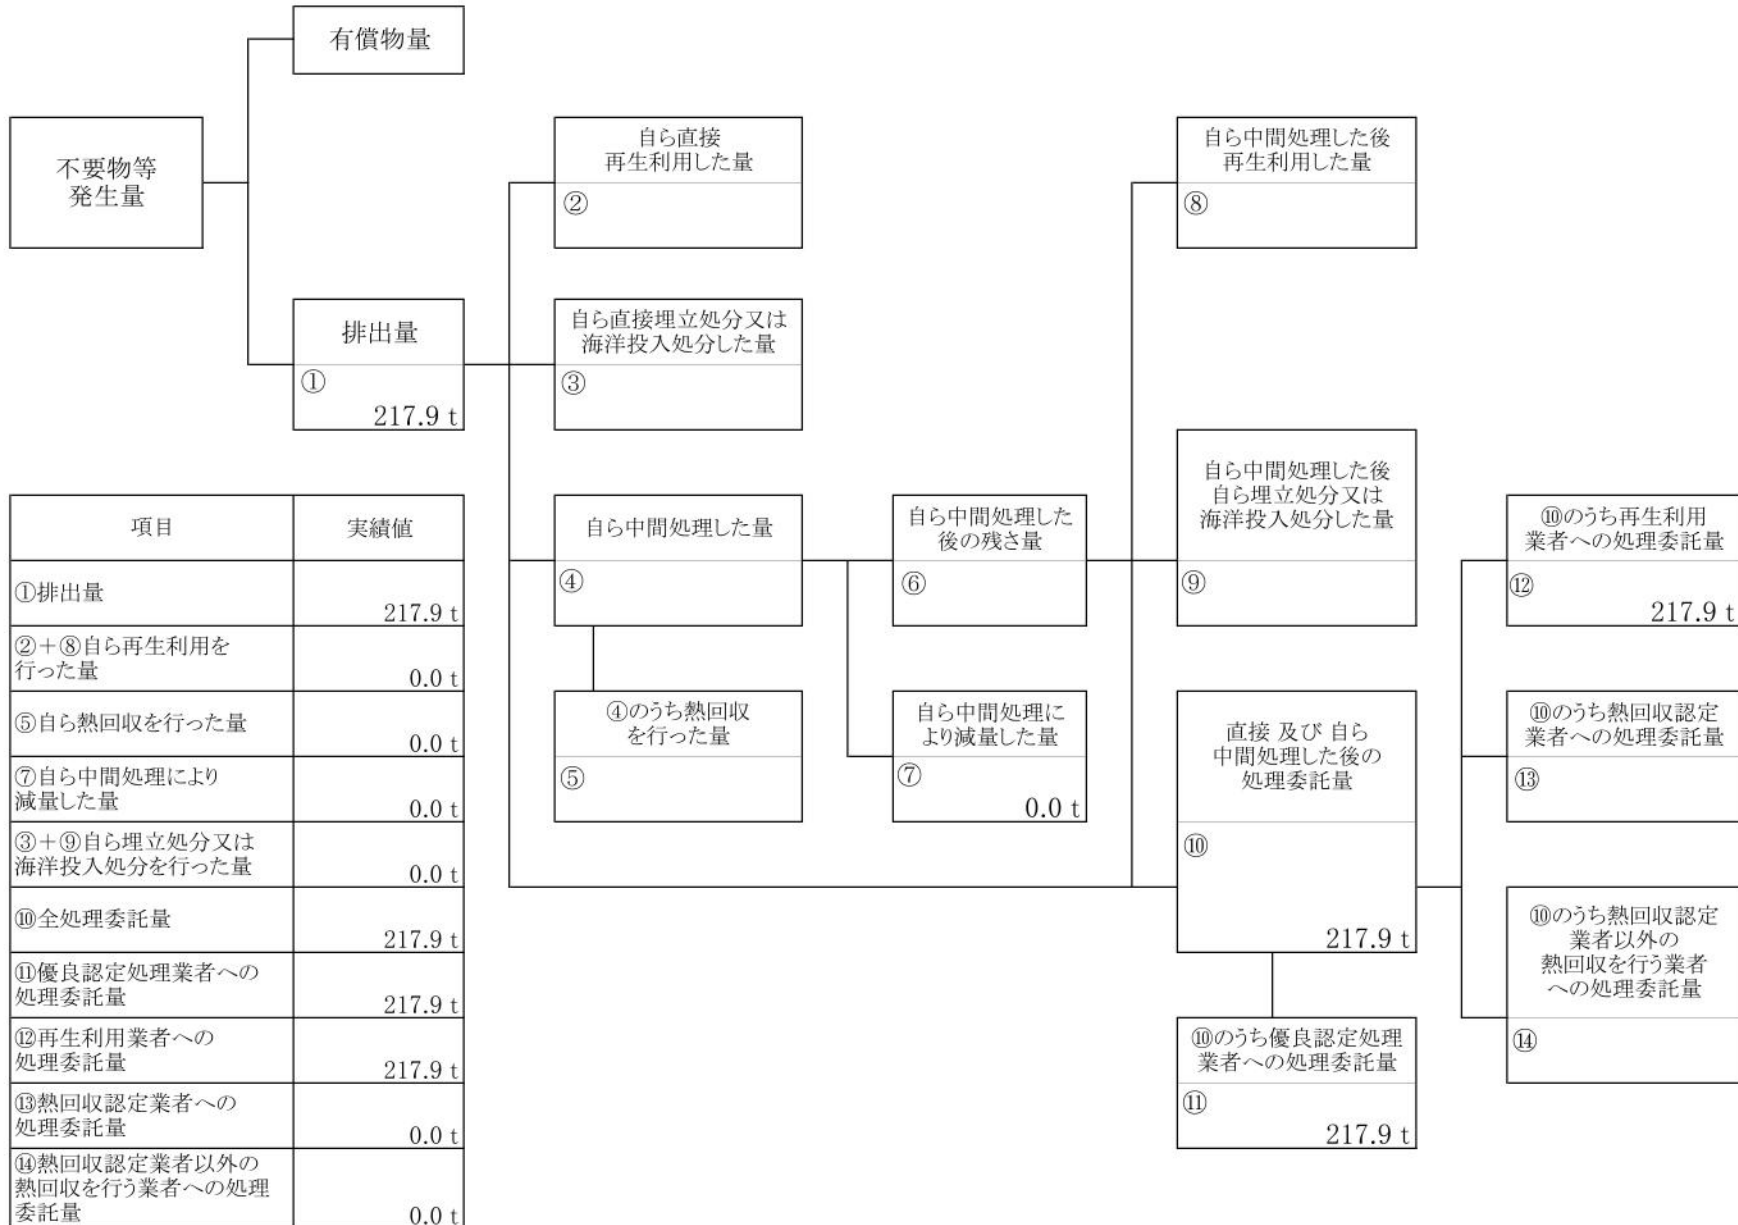 有償物量
不要物等
発生量
自ら直接
再生利用した量
②
自ら中間処理した後
再生利用した量
⑧
排出量
①
217.9 t
自ら直接埋立処分又は
海洋投入処分した量
③
自ら中間処理した量
④
自ら中間処理した
後の残さ量
⑥
自ら中間処理した後
自ら埋立処分又は
海洋投入処分した量
⑨
⑩のうち再生利用
業者への処理委託量
⑫
217.9 t
④のうち熱回収
を行った量
⑤
自ら中間処理に
より減量した量
⑦
0.0 t
直接 及び 自ら
中間処理した後の
処理委託量
⑩
217.9 t
⑩のうち熱回収認定
業者への処理委託量
⑬
⑩のうち熱回収認定
業者以外の
熱回収を行う業者
への処理委託量
⑭
⑩のうち優良認定処理
業者への処理委託量
⑪
217.9 t
項目 実績値
①排出量
217.9 t
②+⑧自ら再生利用を
行った量
0.0 t
⑤自ら熱回収を行った量
0.0 t
⑦自ら中間処理により
減量した量
0.0 t
③+⑨自ら埋立処分又は
海洋投入処分を行った量
0.0 t
⑩全処理委託量
217.9 t
⑪優良認定処理業者への
処理委託量
217.9 t
⑫再生利用業者への
処理委託量
217.9 t
⑬熱回収認定業者への
処理委託量
0.0 t
⑭熱回収認定業者以外の
熱回収を行う業者への処理
委託量
0.0 t